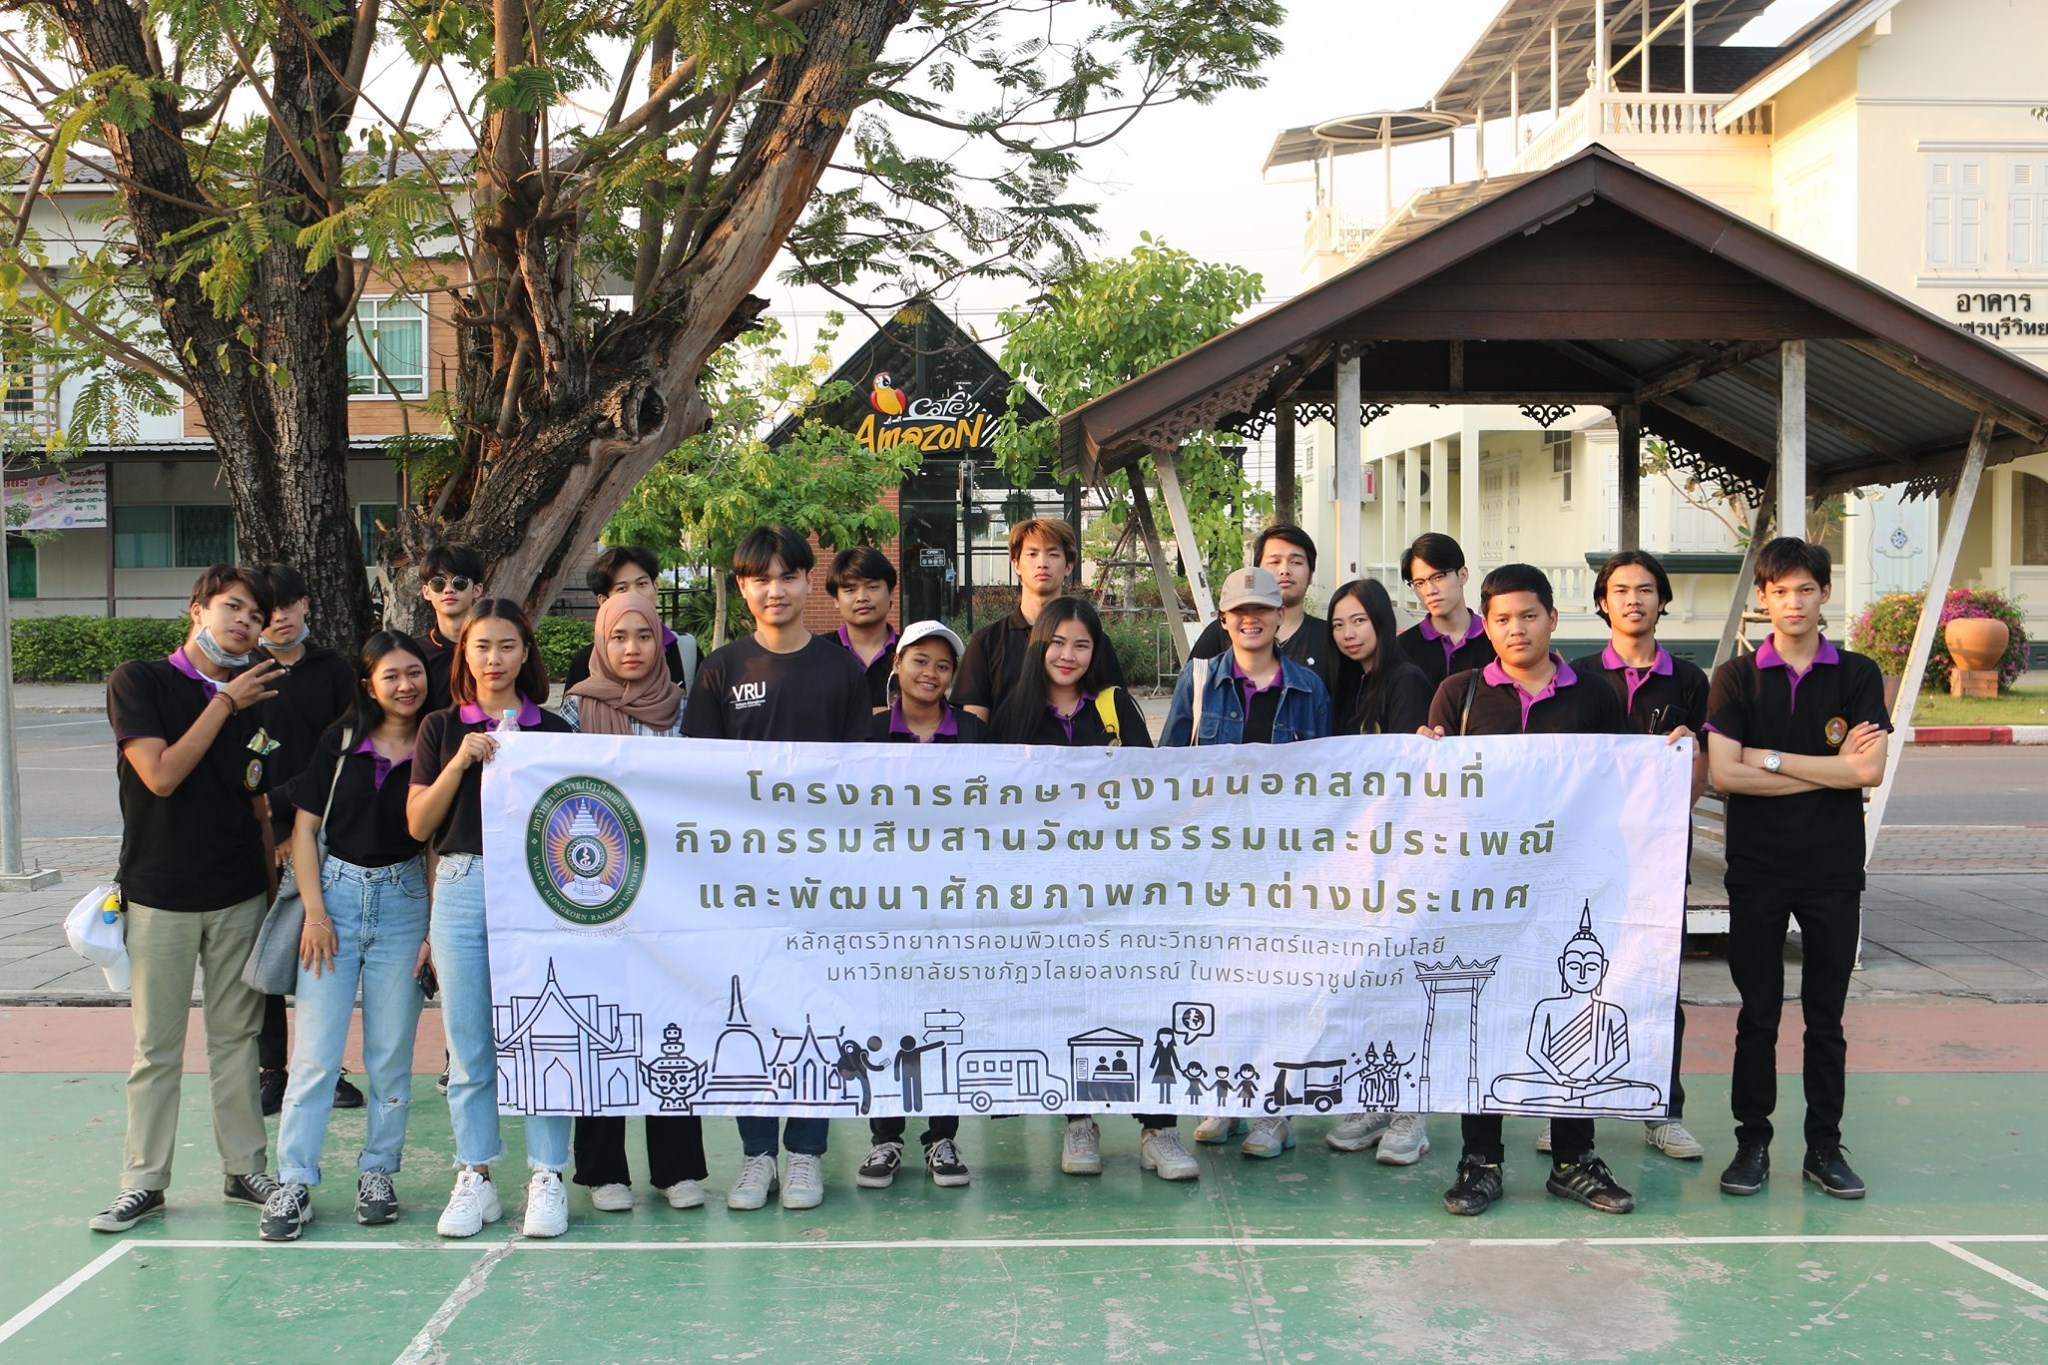 อาคาร
café
Amazon
OPEN
VRU
โครงการศึกษาดูงานนอกสถานที่
กิจกรรมสืบสานวัฒนธรรมและประเพณี
และพัฒนาศักยภาพภาษาต่างประเทศ
หลักสูตรวิทยาการคอมพิวเตอร์ คณะวิทยาศาสตร์และเทคโนโลยี
มหาวิทยาลัยราชภัฏวไลยอลงกรณ์ ในพระบรมราชูปถัมภ์
VALAYA ALONGKORN RAJABHAT UNIVERSITY